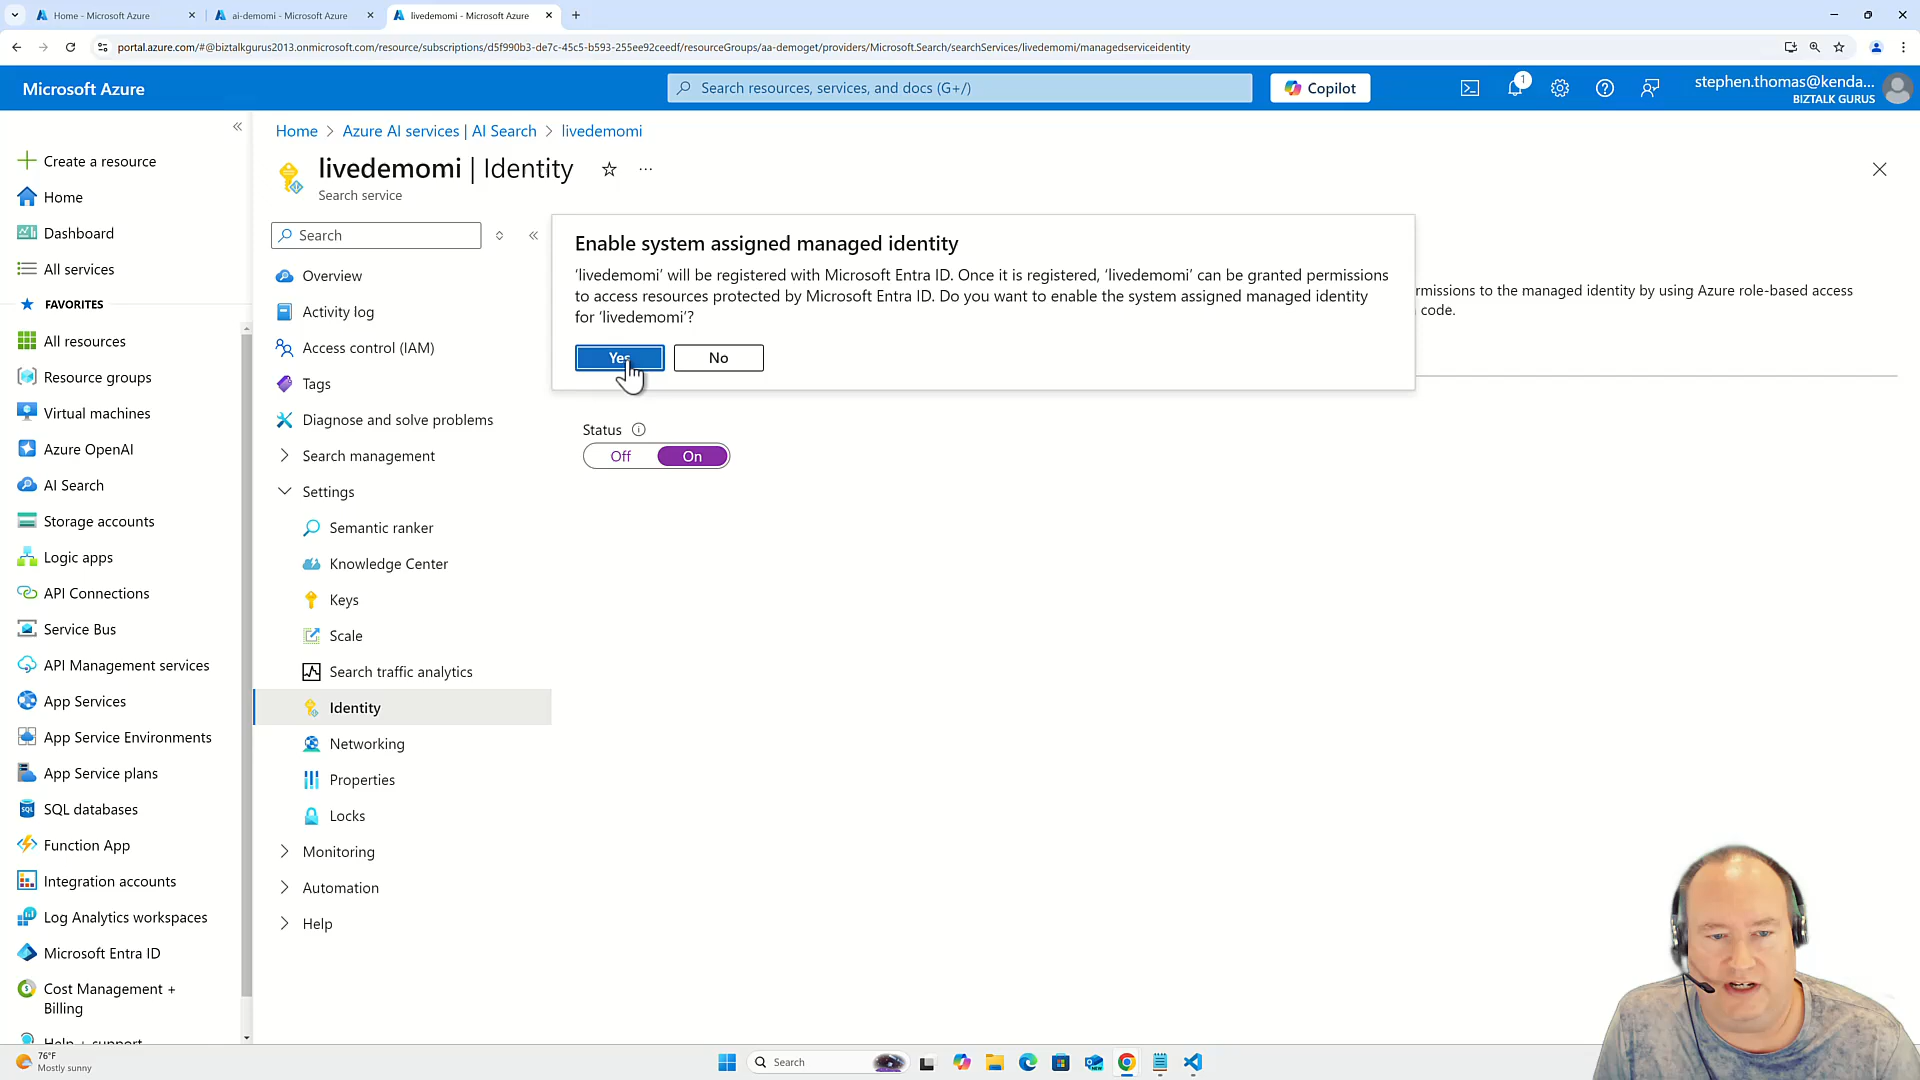 Home - Microsoft Azure
ai-demomi - Microsoft Azure
livedemomi - Microsoft Azure
portal.azure.com/#@biztalkgurus2013.onmicrosoft.com/resource/subscriptions/d5f990b3-de7c-45c5-b593-255ee92ceedf/resourceGroups/aa-demoget/providers/Microsoft.Search/searchServices/livedemomi/managedserviceidentity
Microsoft Azure
Search resources, services, and docs (G+/)
Copilot
1
stephen.thomas@kenda...
BIZTALK GURUS
Create a resource
Home
Dashboard
All services
FAVORITES
All resources
Resource groups
Virtual machines
Azure OpenAI
AI Search
Storage accounts
Logic apps
API Connections
Service Bus
API Management services
App Services
App Service Environments
App Service plans
SQL databases
Function App
Integration accounts
Log Analytics workspaces
Microsoft Entra ID
Cost Management +
Billing
Help + support
Home > Azure AI services | AI Search > livedemomi
livedemomi | Identity
Search service
Search
Overview
Activity log
Access control (IAM)
Tags
Diagnose and solve problems
Search management
Settings
Semantic ranker
Knowledge Center
Keys
Scale
Search traffic analytics
Identity
Networking
Properties
Locks
Monitoring
Automation
Help
Enable system assigned managed identity
'livedemomi' will be registered with Microsoft Entra ID. Once it is registered, 'livedemomi' can be granted permissions
to access resources protected by Microsoft Entra ID. Do you want to enable the system assigned managed identity
for 'livedemomi'?
Yes
No
rmissions to the managed identity by using Azure role-based access
code.
Status
Off
On
76°F
Mostly sunny
Search